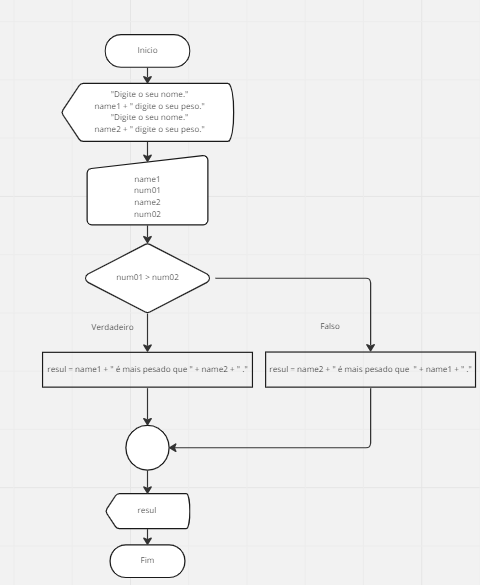 Inicio
"Digite o seu nome."
name1 + " digite o seu peso."
"Digite o seu nome."
name2 + " digite o seu peso."
name1
num01
name2
num02
num01 > num02
Verdadeiro
Falso
resul = name1 + " é mais pesado que " + name2 + " ."
resul = name2 + " é mais pesado que  " + name1 + " ."
resul
Fim